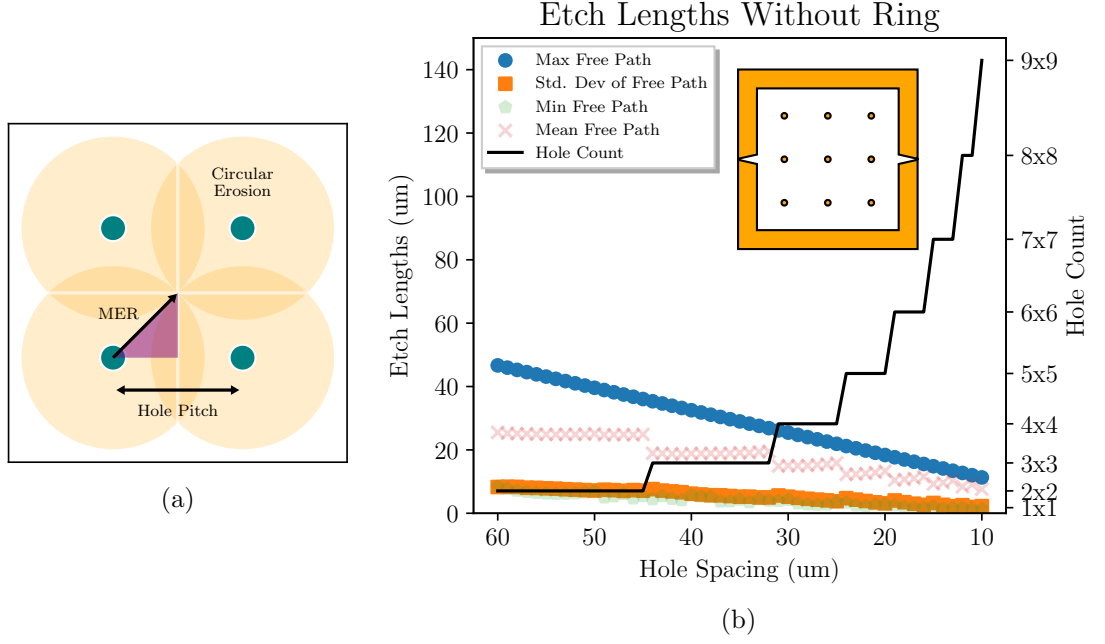 Circular
Erosion
MER
Hole Pitch
(a)
Etch Lengths Without Ring
Max Free Path
Std. Dev of Free Path
Min Free Path
Mean Free Path
Hole Count
Etch Lengths (um)
140
120
100
80
60
40
20
0
9x9
8x8
7x7
6x6
5x5
4x4
3x3
2x2
1x1
Hole Count
60
50
40
30
20
10
Hole Spacing (um)
(b)